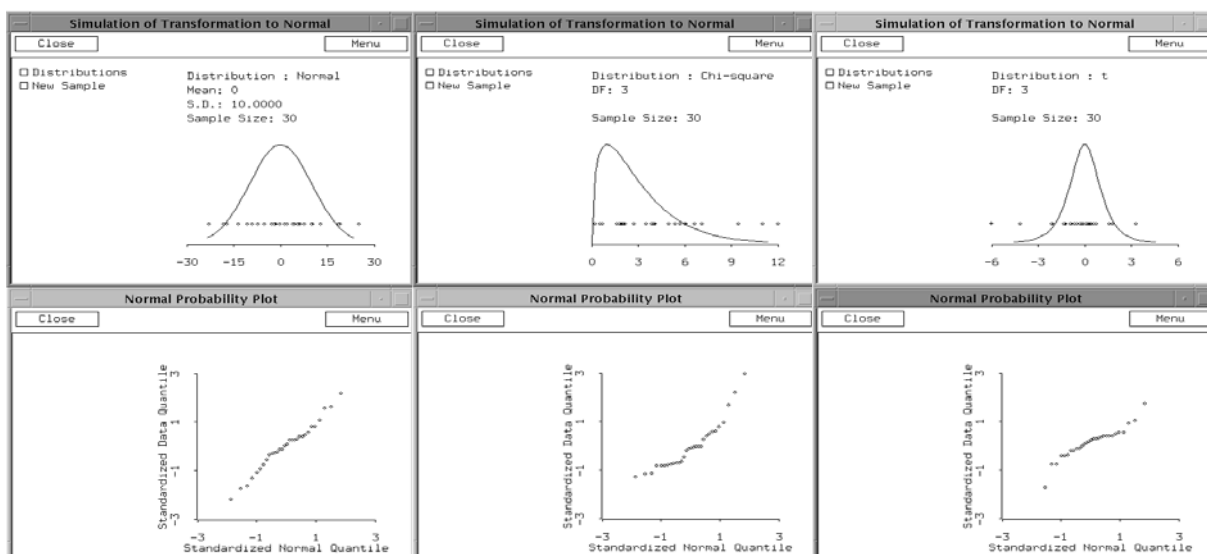 Simulation of Transformation to Normal
Close Menu
Distributions
New Sample
Distribution : Normal
Mean: 0
S.D.: 10.0000
Sample Size: 30
-30 -15 0 15 30
Simulation of Transformation to Normal
Close Menu
Distributions
New Sample
Distribution : Chi-square
DF: 3
Sample Size: 30
0 3 6 9 12
Simulation of Transformation to Normal
Close Menu
Distributions
New Sample
Distribution : t
DF: 3
Sample Size: 30
-6 -3 0 3 6
Normal Probability Plot
Close Menu
Standardized Data Quantile
-3 -1 1 3
-3 -1 1 3
Standardized Normal Quantile
Normal Probability Plot
Close Menu
Standardized Data Quantile
-3 -1 1 3
-3 -1 1 3
Standardized Normal Quantile
Normal Probability Plot
Close Menu
Standardized Data Quantile
-3 -1 1 3
-3 -1 1 3
Standardized Normal Quantile